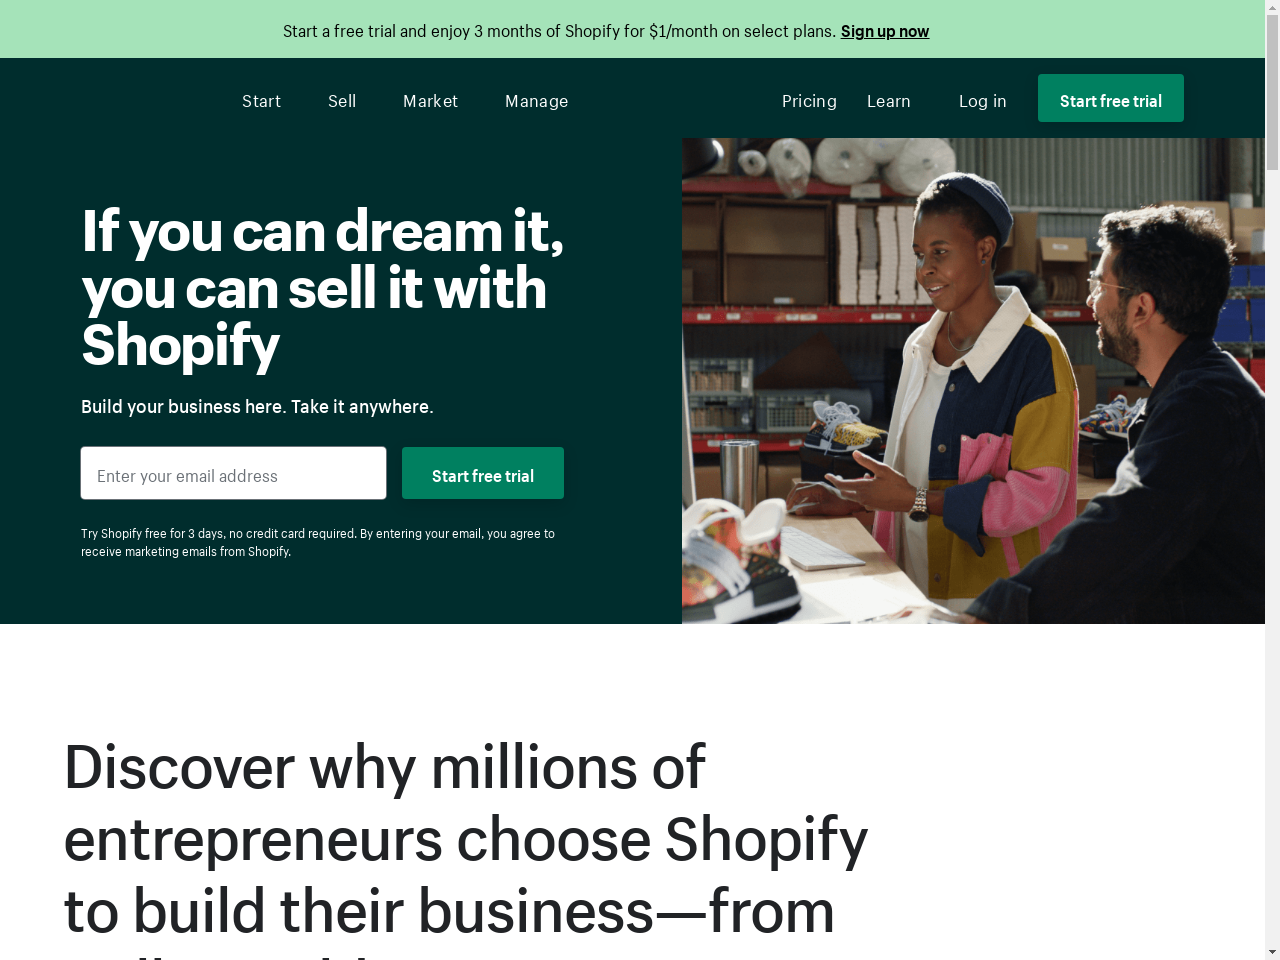 Start a free trial and enjoy 3 months of Shopify for $1/month on select plans. Sign up now
Start Sell Market Manage Pricing Learn Log in Start free trial
If you can dream it,
you can sell it with
Shopify
Build your business here. Take it anywhere.
Enter your email address Start free trial
Try Shopify free for 3 days, no credit card required. By entering your email, you agree to
receive marketing emails from Shopify.
Discover why millions of
entrepreneurs choose Shopify
to build their business—from